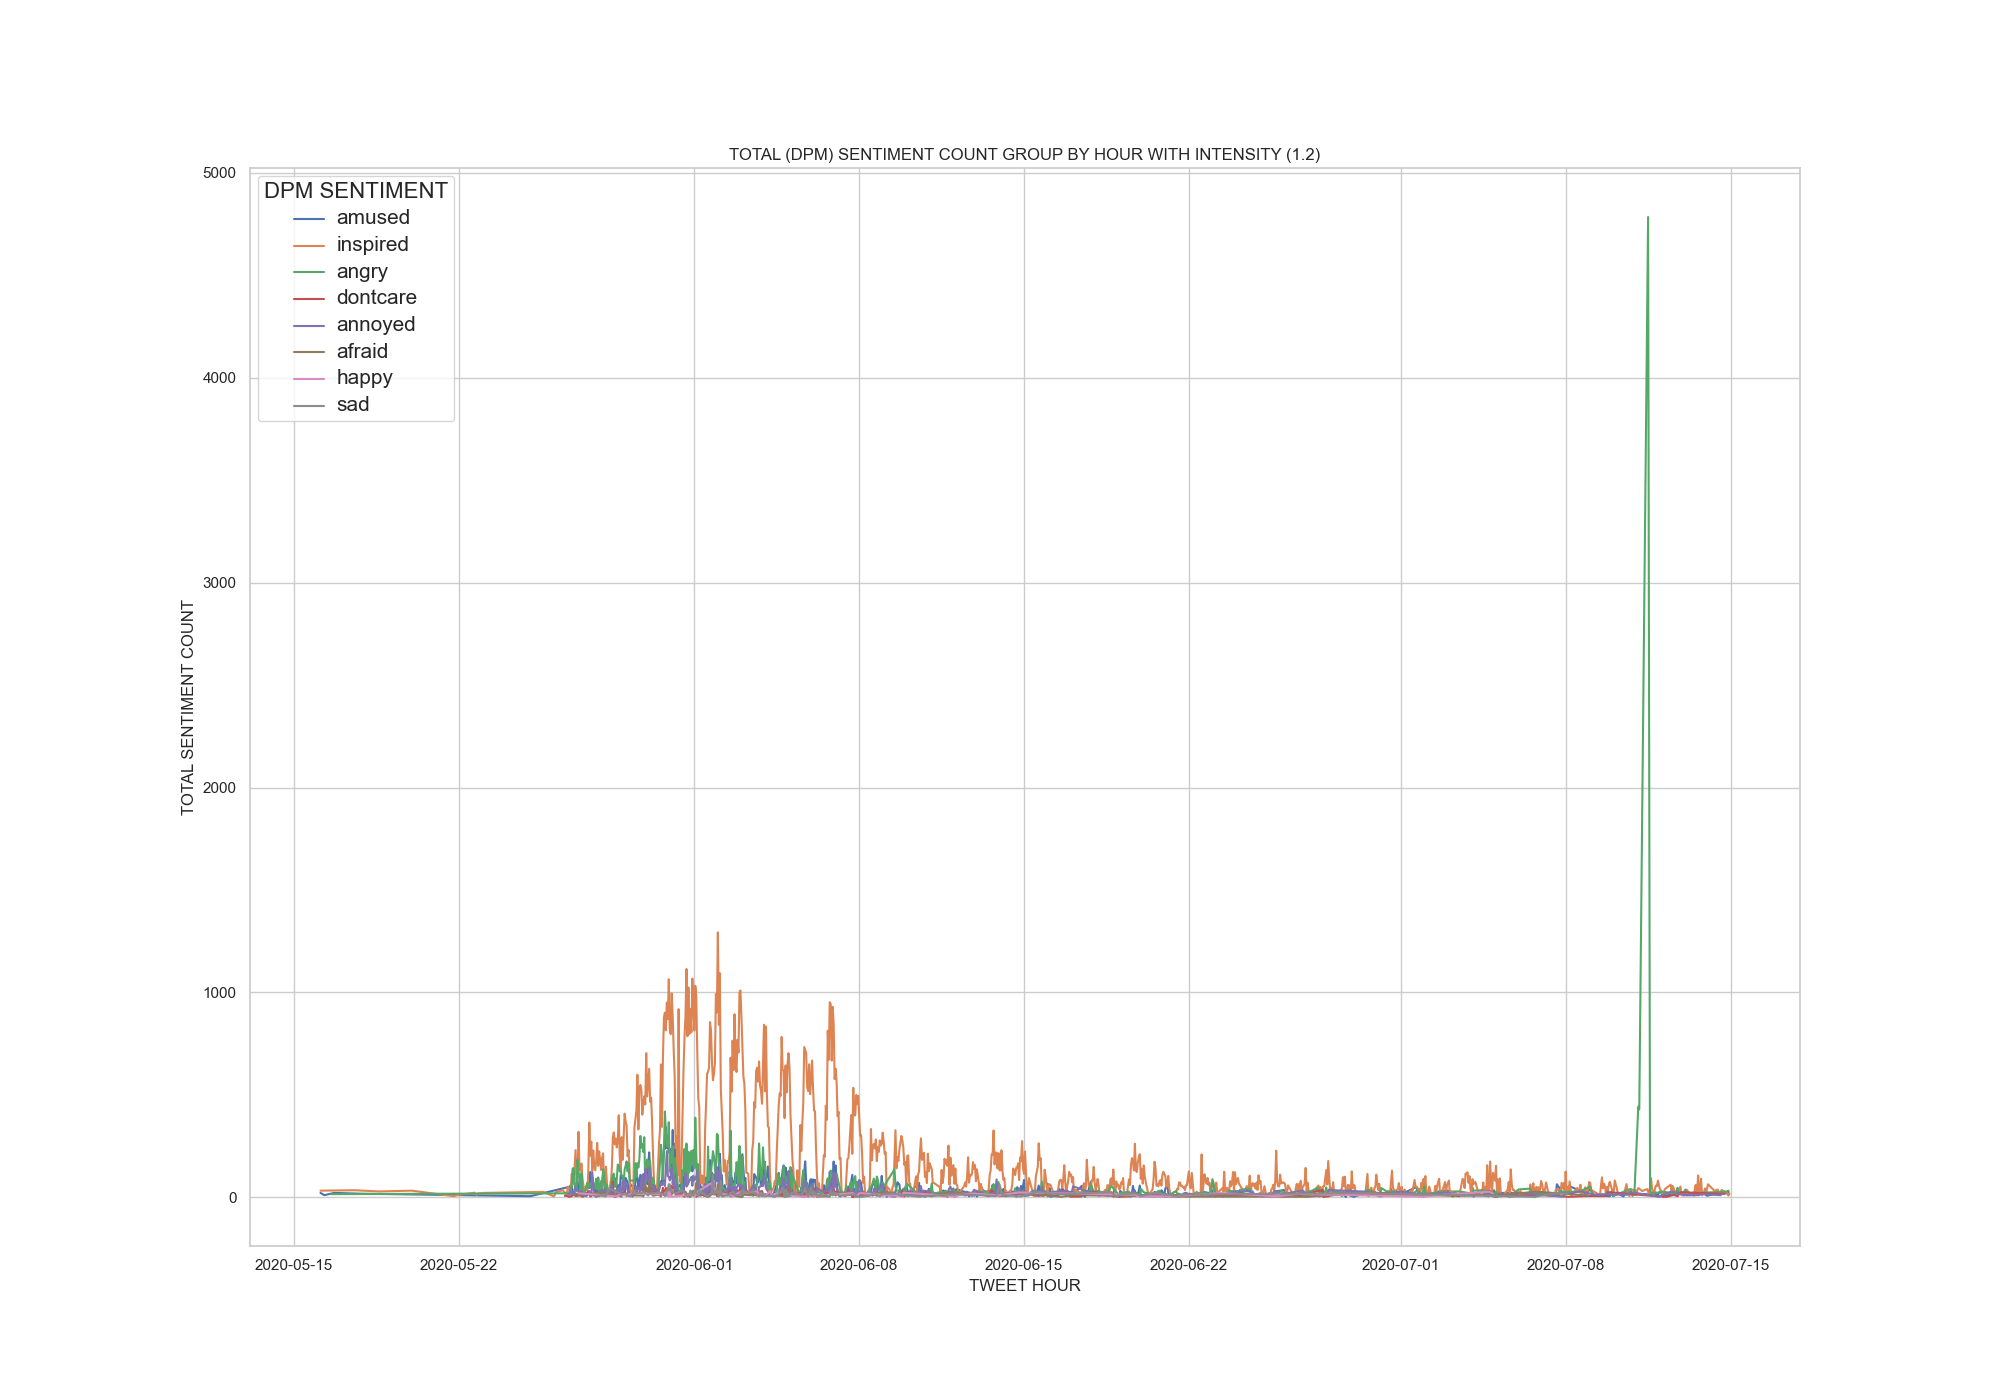 TOTAL (DPM) SENTIMENT COUNT GROUP BY HOUR WITH INTENSITY (1.2)
5000
4000
3000
2000
1000
0
TOTAL SENTIMENT COUNT
DPM SENTIMENT
amused
inspired
angry
dontcare
annoyed
afraid
happy
sad
2020-05-15
2020-05-22
2020-06-01
2020-06-08
2020-06-15
2020-06-22
2020-07-01
2020-07-08
2020-07-15
TWEET HOUR